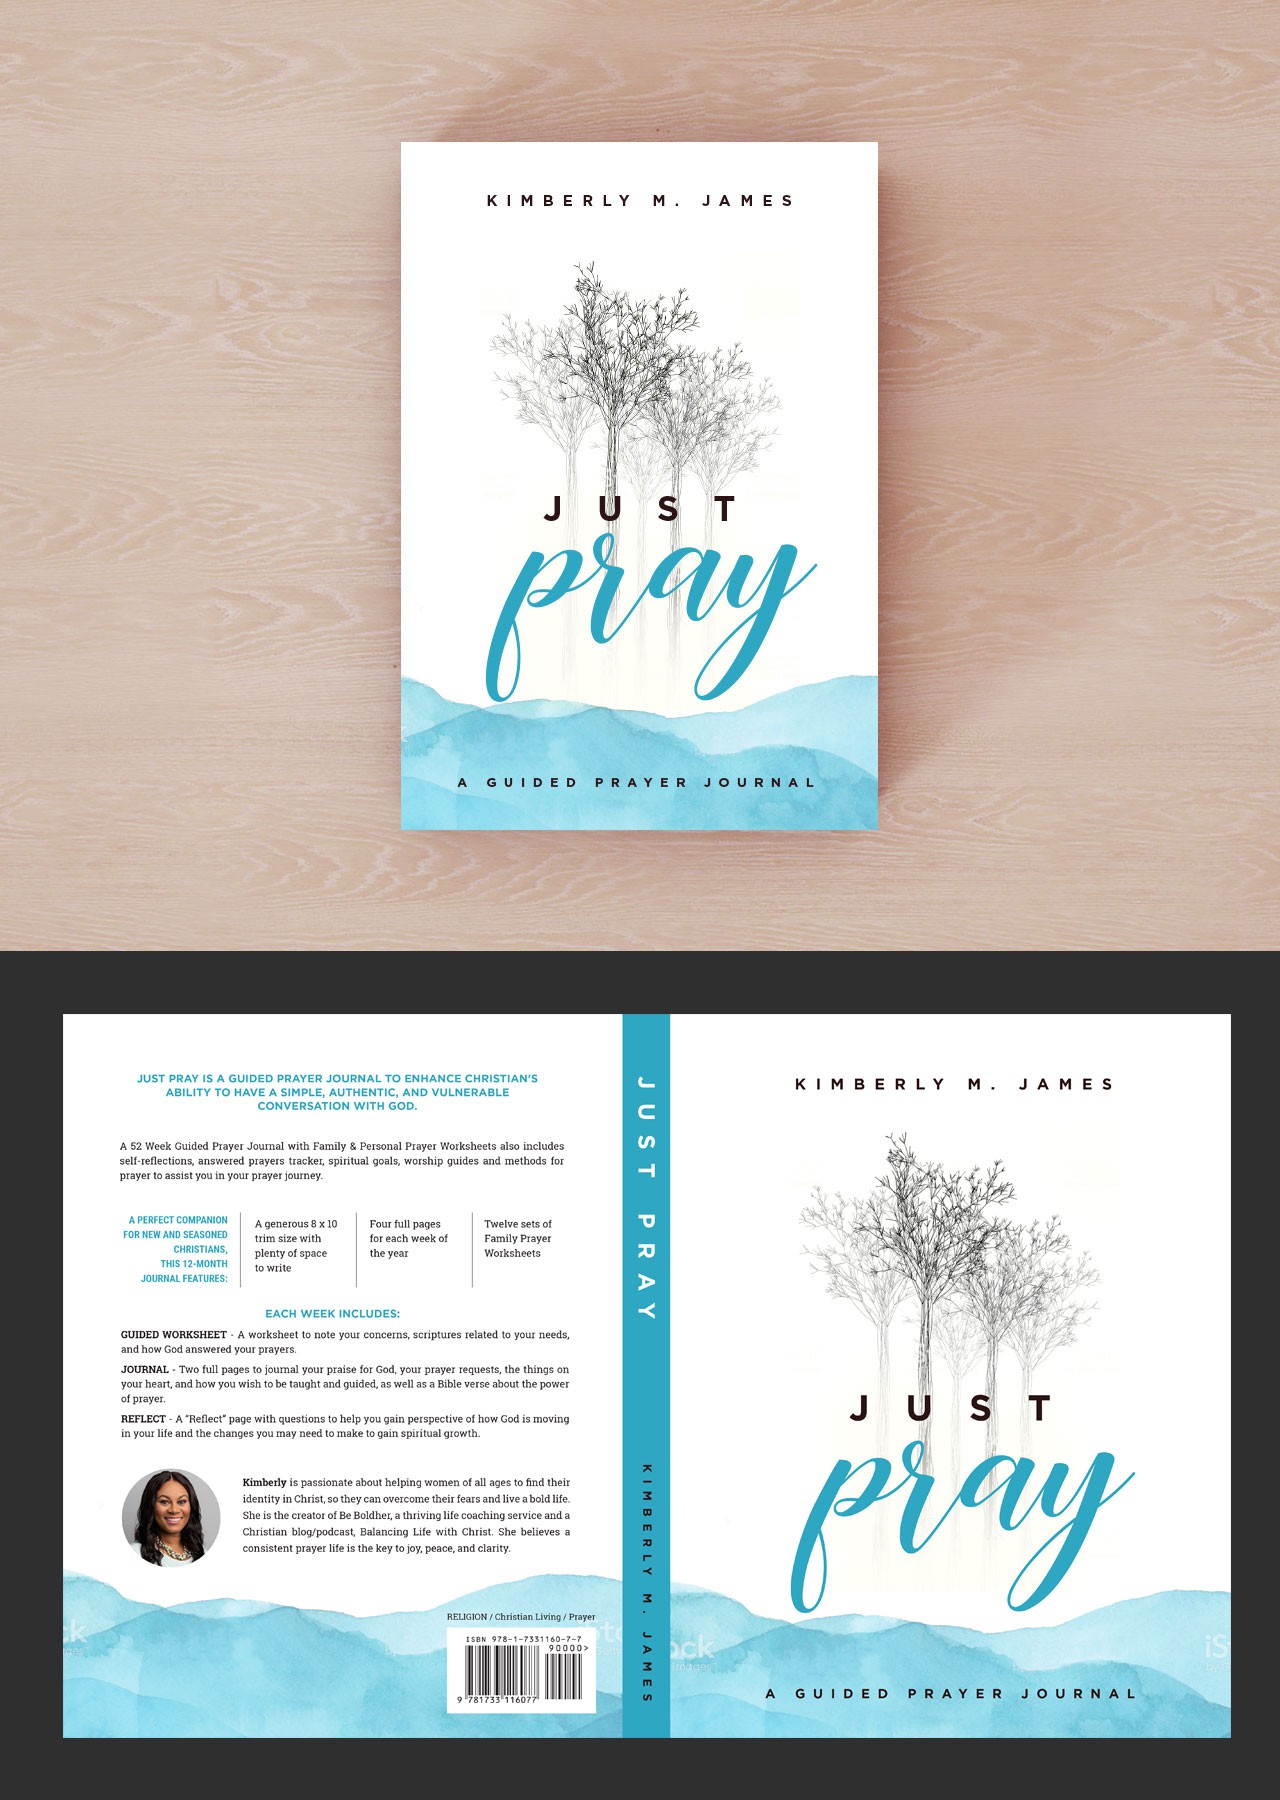 KIMBERLY M. JAMES
JUST
pray
A GUIDED PRAYER JOURNAL
JUST PRAY IS A GUIDED PRAYER JOURNAL TO ENHANCE CHRISTIAN'S
ABILITY TO HAVE A SIMPLE, AUTHENTIC, AND VULNERABLE
CONVERSATION WITH GOD.
A 52 Week Guided Prayer Journal with Family & Personal Prayer Worksheets also includes
self-reflections, answered prayers tracker, spiritual goals, worship guides and methods for
prayer to assist you in your prayer journey.
A PERFECT COMPANION
FOR NEW AND SEASONED
CHRISTIANS,
THIS 12-MONTH
JOURNAL FEATURES:
A generous 8 x 10
trim size with
plenty of space
to write
Four full pages
for each week of
the year
Twelve sets of
Family Prayer
Worksheets
EACH WEEK INCLUDES:
GUIDED WORKSHEET - A worksheet to note your concerns, scriptures related to your needs,
and how God answered your prayers.
JOURNAL - Two full pages to journal your praise for God, your prayer requests, the things on
your heart, and how you wish to be taught and guided, as well as a Bible verse about the power
of prayer.
REFLECT - A “Reflect” page with questions to help you gain perspective of how God is moving
in your life and the changes you may need to make to gain spiritual growth.
Kimberly is passionate about helping women of all ages to find their
identity in Christ, so they can overcome their fears and live a bold life.
She is the creator of Be Boldher, a thriving life coaching service and a
Christian blog/podcast, Balancing Life with Christ. She believes a
consistent prayer life is the key to joy, peace, and clarity.
RELIGION / Christian Living / Prayer
ISBN 978-1-7331160-7-7
90000>
9 781733 116077
JUST PRAY
KIMBERLY M. JAMES
KIMBERLY M. JAMES
JUST
pray
A GUIDED PRAYER JOURNAL